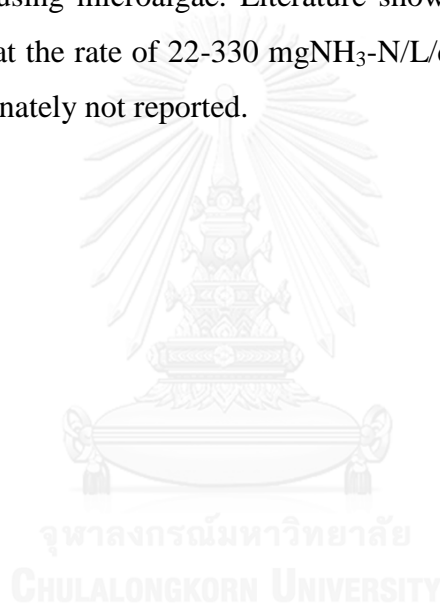 using microalgae. Literature show
at the rate of 22-330 mgNH₃-N/L/
nately not reported.
จุฬาลงกรณ์มหาวิทยาลัย
CHULALONGKORN UNIVERSITY